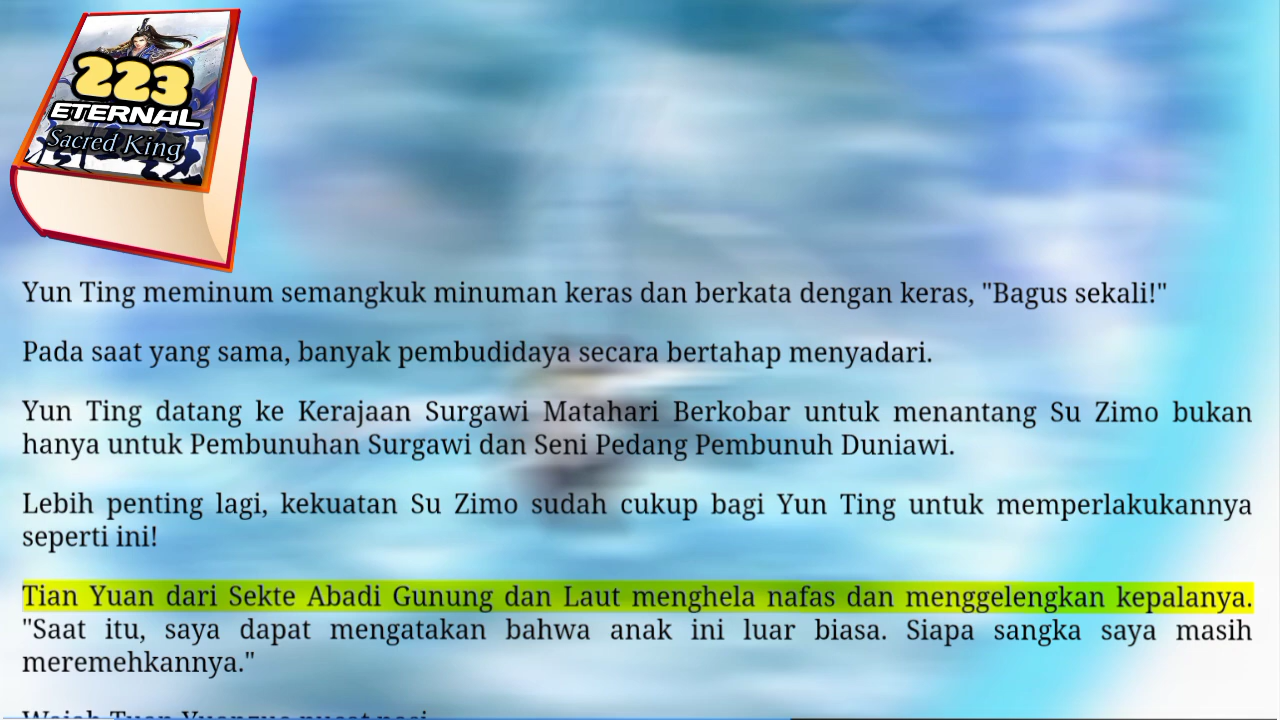 223
ETERNAL
Sacred King
Yun Ting meminum semangkuk minuman keras dan berkata dengan keras, "Bagus sekali!"
Pada saat yang sama, banyak pembudidaya secara bertahap menyadari.
Yun Ting datang ke Kerajaan Surgawi Matahari Berkobar untuk menantang Su Zimo bukan
hanya untuk Pembunuhan Surgawi dan Seni Pedang Pembunuh Duniawi.
Lebih penting lagi, kekuatan Su Zimo sudah cukup bagi Yun Ting untuk memperlakukannya
seperti ini!
Tian Yuan dari Sekte Abadi Gunung dan Laut menghela nafas dan menggelengkan kepalanya.
"Saat itu, saya dapat mengatakan bahwa anak ini luar biasa. Siapa sangka saya masih
meremehkannya."